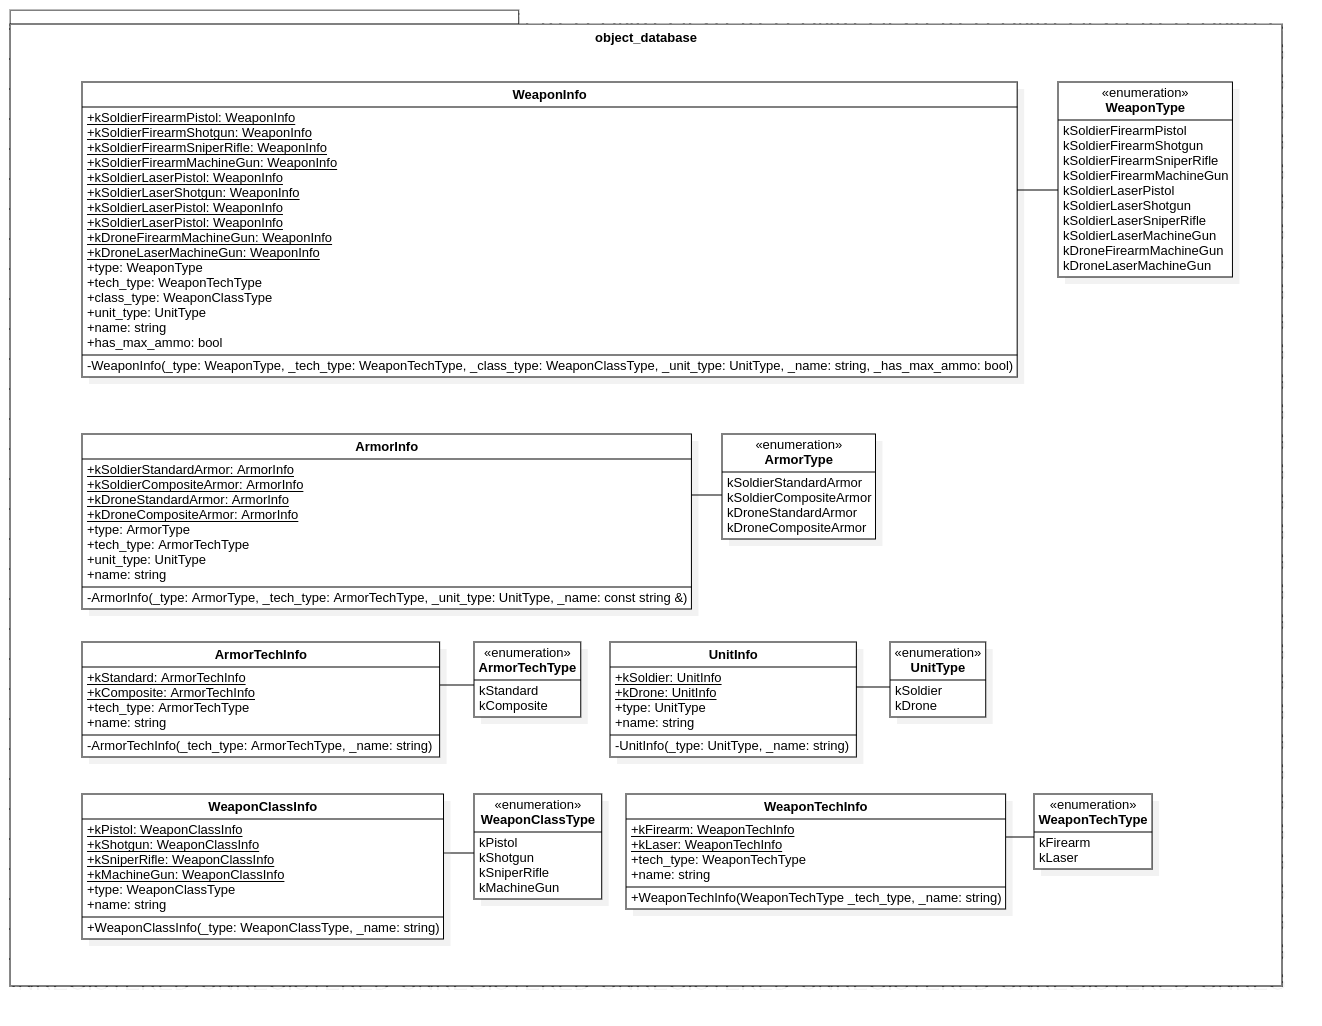 object_database
WeaponInfo
+kSoldierFirearmPistol: WeaponInfo
+kSoldierFirearmShotgun: WeaponInfo
+kSoldierFirearmSniperRifle: WeaponInfo
+kSoldierFirearmMachineGun: WeaponInfo
+kSoldierLaserPistol: WeaponInfo
+kSoldierLaserShotgun: WeaponInfo
+kSoldierLaserPistol: WeaponInfo
+kSoldierLaserPistol: WeaponInfo
+kDroneFirearmMachineGun: WeaponInfo
+kDroneLaserMachineGun: WeaponInfo
+type: WeaponType
+tech_type: WeaponTechType
+class_type: WeaponClassType
+unit_type: UnitType
+name: string
+has_max_ammo: bool
-WeaponInfo(_type: WeaponType, _tech_type: WeaponTechType, _class_type: WeaponClassType, _unit_type: UnitType, _name: string, _has_max_ammo: bool)
«enumeration»
WeaponType
kSoldierFirearmPistol
kSoldierFirearmShotgun
kSoldierFirearmSniperRifle
kSoldierFirearmMachineGun
kSoldierLaserPistol
kSoldierLaserShotgun
kSoldierLaserSniperRifle
kSoldierLaserMachineGun
kDroneFirearmMachineGun
kDroneLaserMachineGun
ArmorInfo
+kSoldierStandardArmor: ArmorInfo
+kSoldierCompositeArmor: ArmorInfo
+kDroneStandardArmor: ArmorInfo
+kDroneCompositeArmor: ArmorInfo
+type: ArmorType
+tech_type: ArmorTechType
+unit_type: UnitType
+name: string
-ArmorInfo(_type: ArmorType, _tech_type: ArmorTechType, _unit_type: UnitType, _name: const string &)
«enumeration»
ArmorType
kSoldierStandardArmor
kSoldierCompositeArmor
kDroneStandardArmor
kDroneCompositeArmor
ArmorTechInfo
+kStandard: ArmorTechInfo
+kComposite: ArmorTechInfo
+tech_type: ArmorTechType
+name: string
-ArmorTechInfo(_tech_type: ArmorTechType, _name: string)
«enumeration»
ArmorTechType
kStandard
kComposite
UnitInfo
+kSoldier: UnitInfo
+kDrone: UnitInfo
+type: UnitType
+name: string
-UnitInfo(_type: UnitType, _name: string)
«enumeration»
UnitType
kSoldier
kDrone
WeaponClassInfo
+kPistol: WeaponClassInfo
+kShotgun: WeaponClassInfo
+kSniperRifle: WeaponClassInfo
+kMachineGun: WeaponClassInfo
+type: WeaponClassType
+name: string
+WeaponClassInfo(_type: WeaponClassType, _name: string)
«enumeration»
WeaponClassType
kPistol
kShotgun
kSniperRifle
kMachineGun
WeaponTechInfo
+kFirearm: WeaponTechInfo
+kLaser: WeaponTechInfo
+tech_type: WeaponTechType
+name: string
+WeaponTechInfo(WeaponTechType _tech_type, _name: string)
«enumeration»
WeaponTechType
kFirearm
kLaser